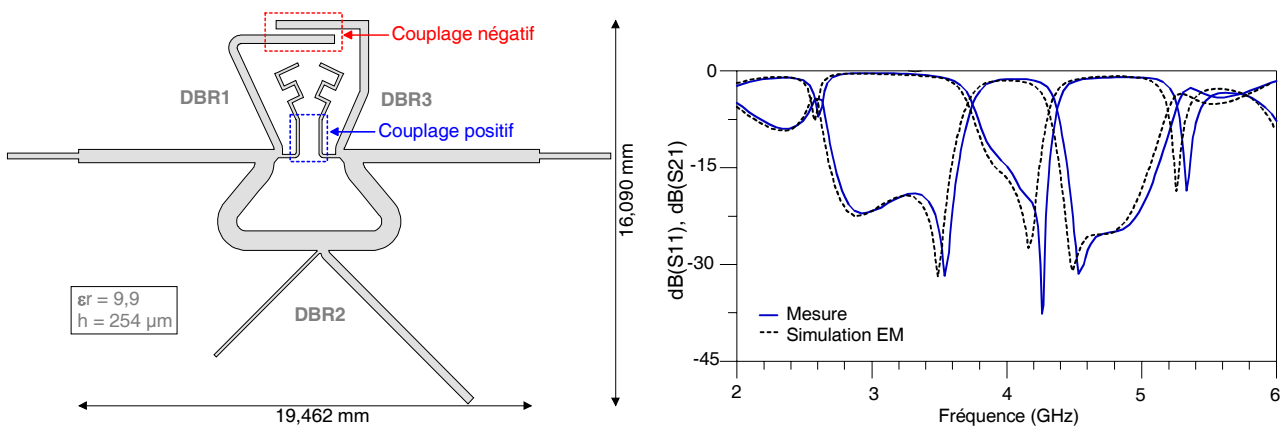 Couplage négatif
DBR1
DBR3
Couplage positif
16,090 mm
εr = 9,9
h = 254 µm
DBR2
19,462 mm
dB(S11), dB(S21)
0
-15
-30
-45
Mesure
Simulation EM
2
3
4
5
6
Fréquence (GHz)